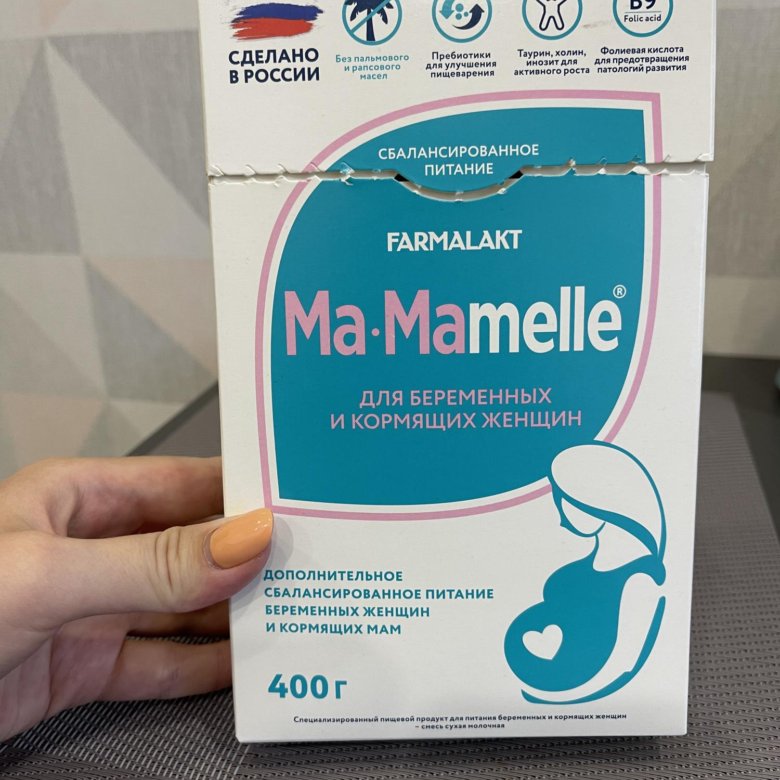 СДЕЛАНО
В РОССИИ
Без пальмового
и рапсового
масел
Пребиотики
для улучшения
пищеварения
Таурин, холин,
инозит для
активного роста
B9
Folic acid
Фолиевая кислота
для предотвращения
патологий развития
СБАЛАНСИРОВАННОЕ
ПИТАНИЕ
FARMALAKT
Ma·Mamelle®
ДЛЯ БЕРЕМЕННЫХ
И КОРМЯЩИХ ЖЕНЩИН
ДОПОЛНИТЕЛЬНОЕ
СБАЛАНСИРОВАННОЕ ПИТАНИЕ
БЕРЕМЕННЫХ ЖЕНЩИН
И КОРМЯЩИХ МАМ
400 г
Специализированный пищевой продукт для питания беременных и кормящих женщин
– смесь сухая молочная